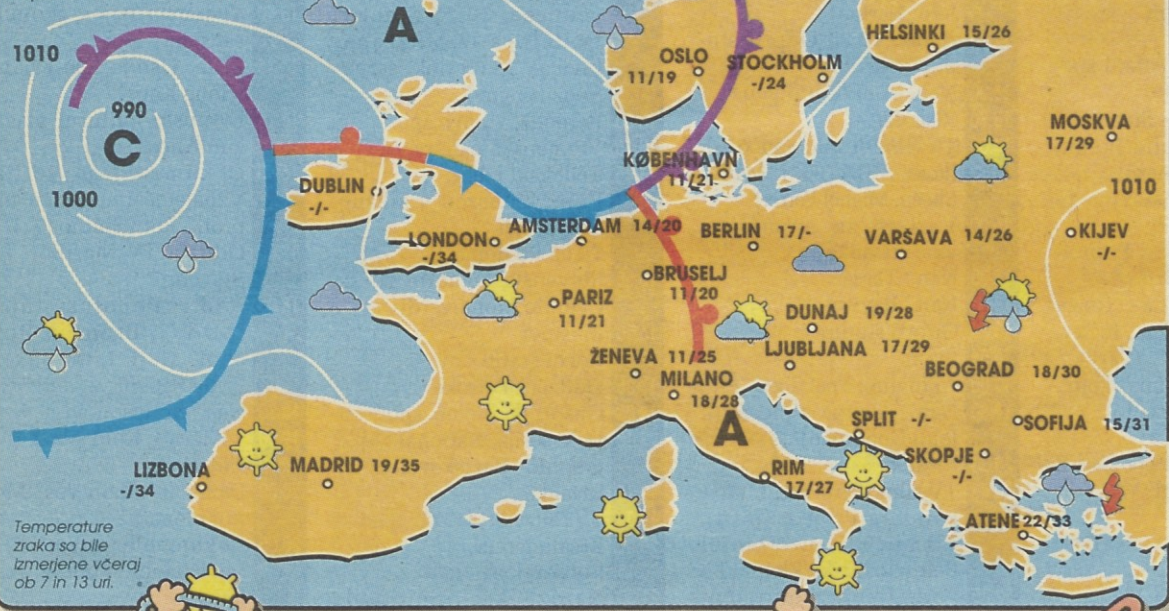 A
1010
HELSINKI 15/26
OSLO
11/19
STOCKHOLM
-/24
990
C
1000
MOSKVA
17/29
KØBENHAVN
11/21
1010
DUBLIN
-/-
AMSTERDAM 14/20
BERLIN 17/-
VARŠAVA 14/26
KIJEV
-/-
LONDON
-/34
BRUSELJ
11/20
PARIZ
11/21
DUNAJ 19/28
ŽENEVA 11/25
LJUBLJANA 17/29
MILANO
18/28
BEOGRAD 18/30
A
SPLIT -/-
SOFIJA 15/31
SKOPJE
-/-
LIZBONA
-/34
MADRID 19/35
RIM
17/27
ATENE 22/33
Temperature
zraka so bile
izmerjene včeraj
ob 7 in 13 uri.